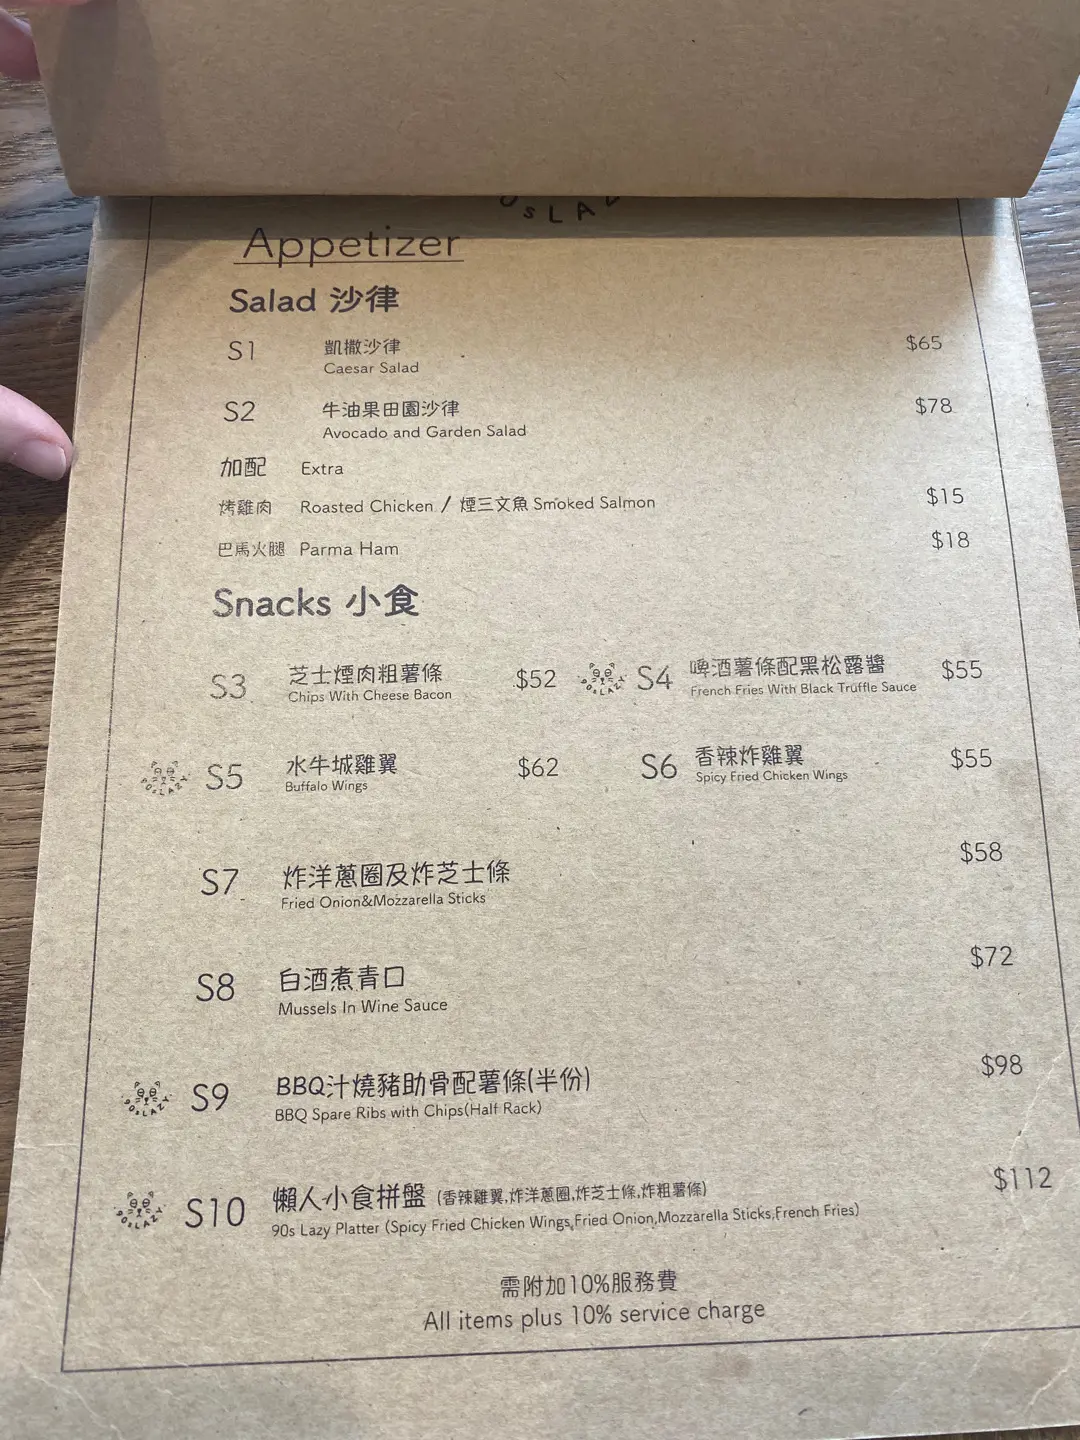 Appetizer
Salad 沙律
S1 凱撒沙律 $65
Caesar Salad
S2 牛油果田園沙律 $78
Avocado and Garden Salad
加配 Extra
烤雞肉 Roasted Chicken / 煙三文魚 Smoked Salmon $15
巴馬火腿 Parma Ham $18
Snacks 小食
S3 芝士煙肉粗薯條 $52
Chips With Cheese Bacon
90s LAZY S4 啤酒薯條配黑松露醬 $55
French Fries With Black Truffle Sauce
90s LAZY S5 水牛城雞翼 $62
Buffalo Wings
S6 香辣炸雞翼 $55
Spicy Fried Chicken Wings
S7 炸洋蔥圈及炸芝士條 $58
Fried Onion&Mozzarella Sticks
S8 白酒煮青口 $72
Mussels In Wine Sauce
90s LAZY S9 BBQ汁燒豬助骨配薯條(半份) $98
BBQ Spare Ribs with Chips(Half Rack)
90s LAZY S10 懶人小食拼盤 (香辣雞翼,炸洋蔥圈,炸芝士條,炸粗薯條) $112
90s Lazy Platter (Spicy Fried Chicken Wings,Fried Onion,Mozzarella Sticks,French Fries)
需附加10%服務費
All items plus 10% service charge